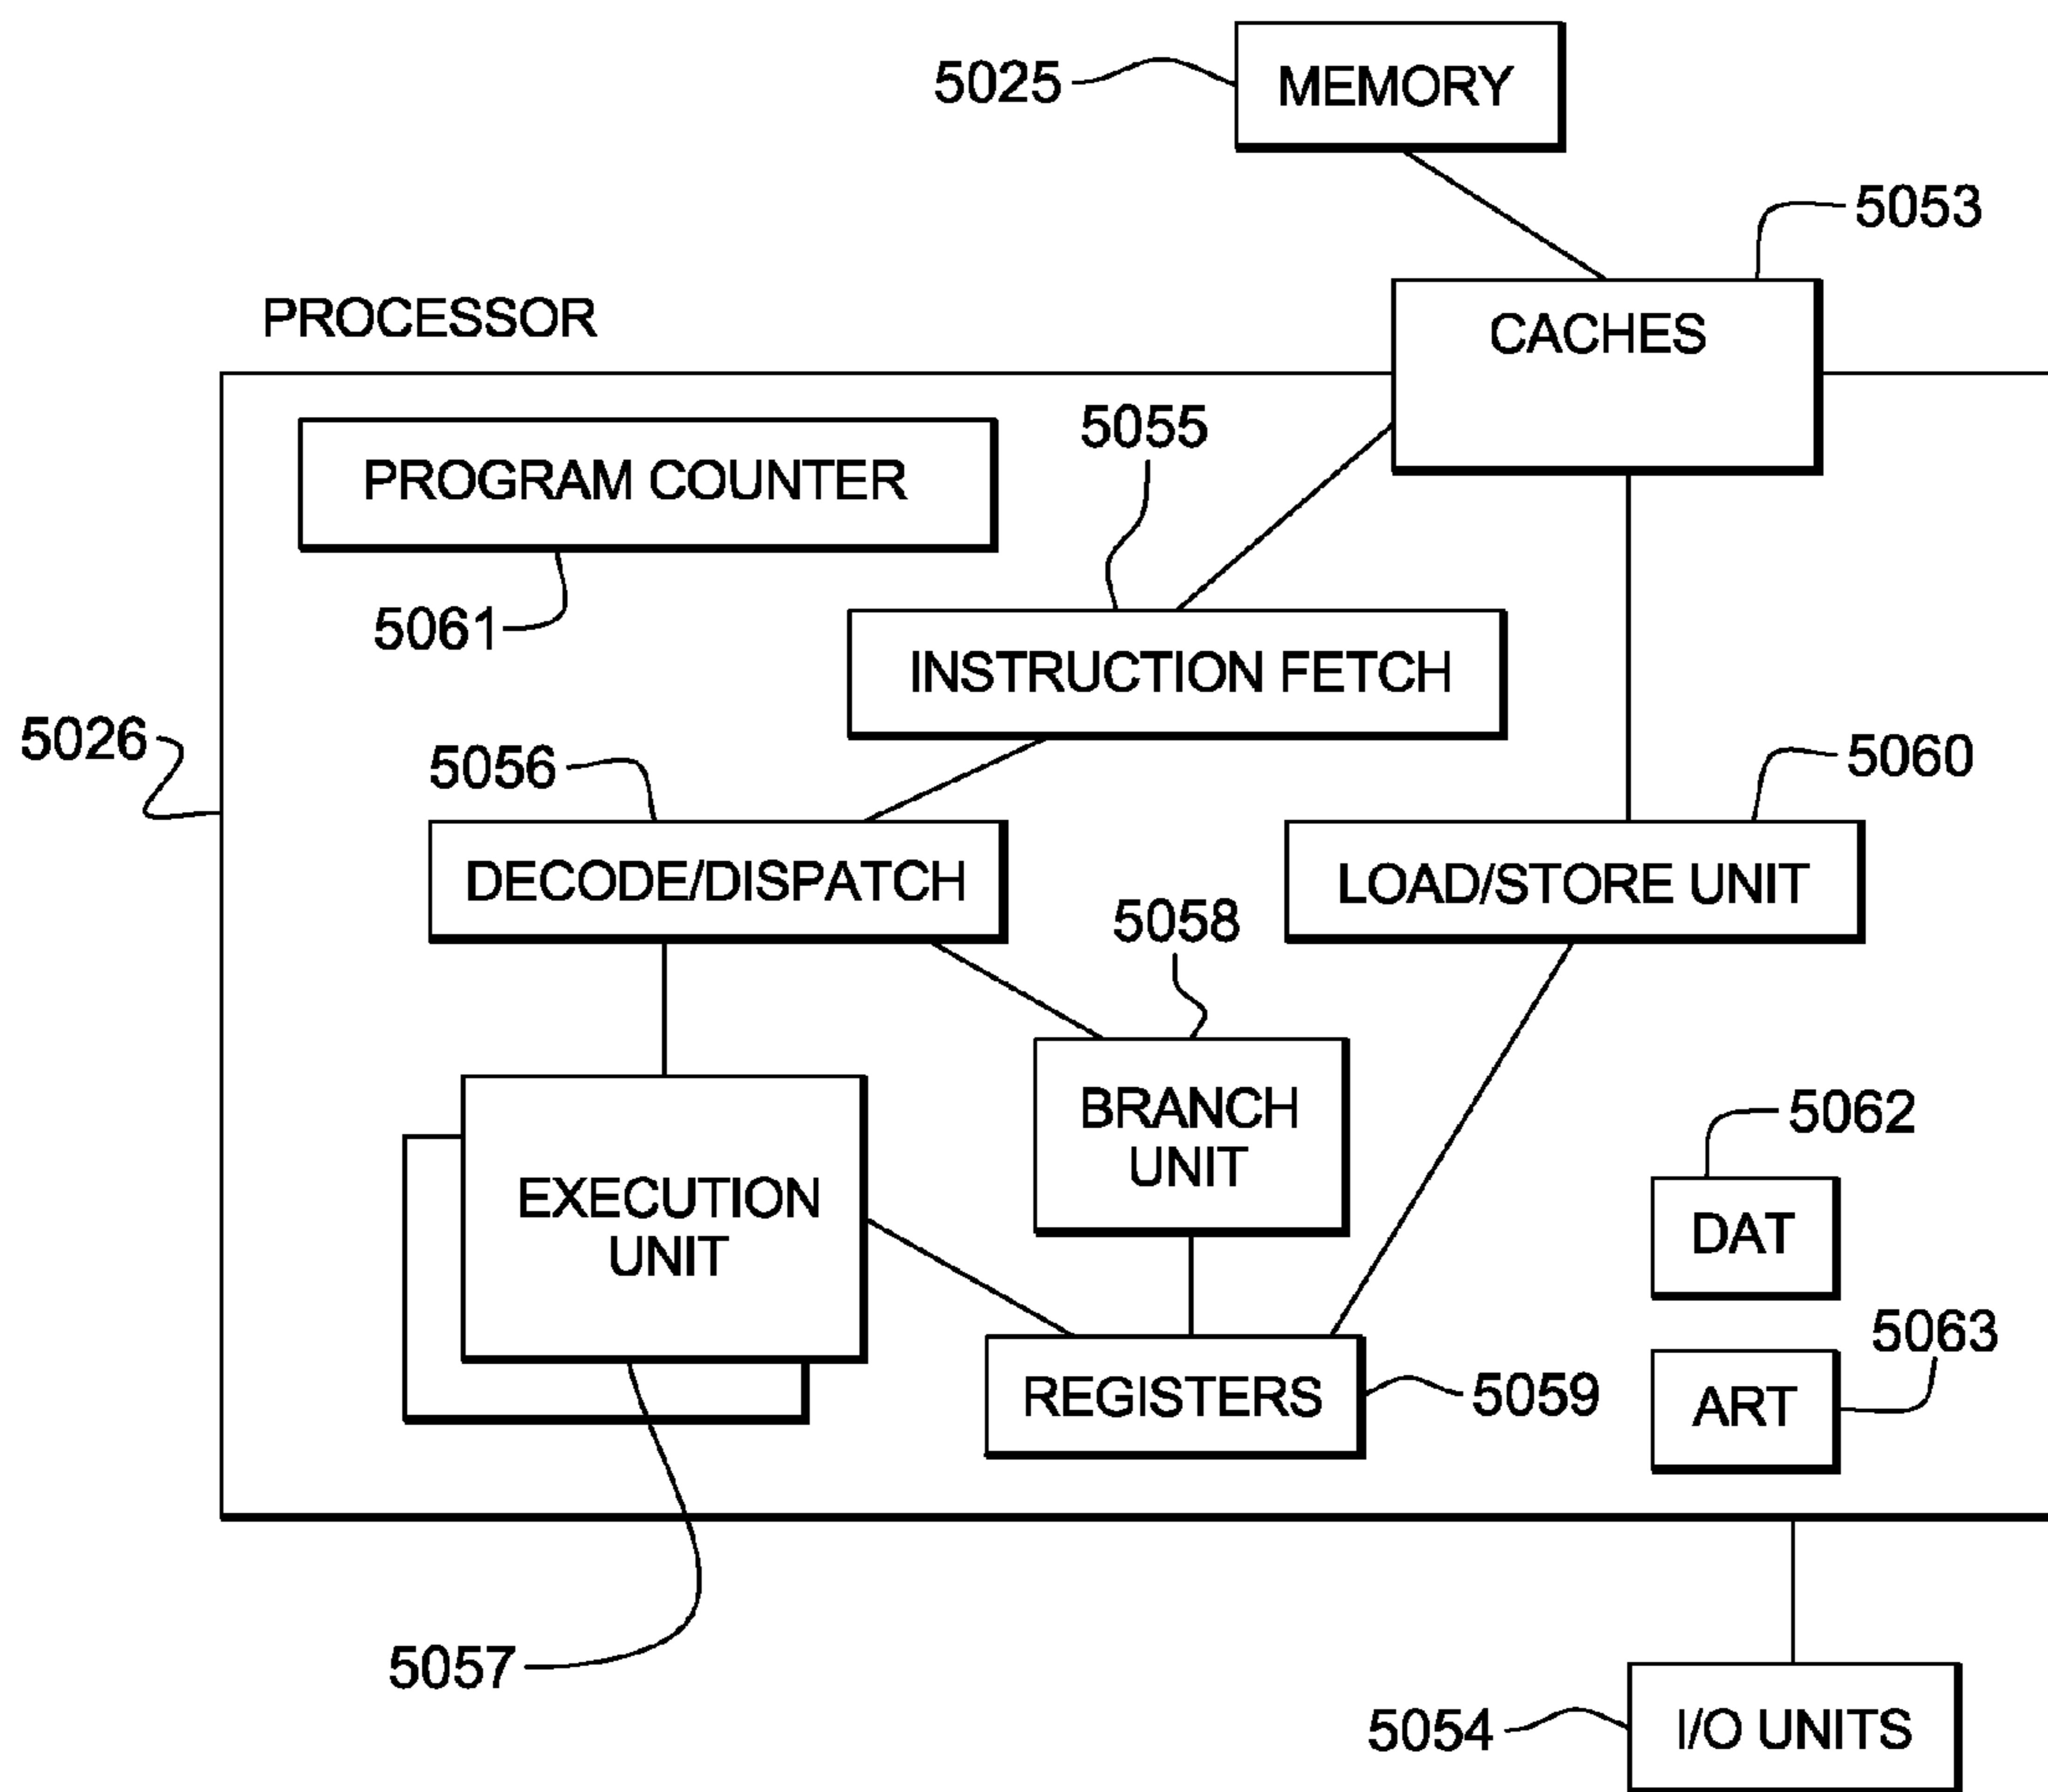 5025
MEMORY
5053
PROCESSOR
CACHES
5055
PROGRAM COUNTER
5061
INSTRUCTION FETCH
5026
5056
5060
DECODE/DISPATCH
LOAD/STORE UNIT
5058
BRANCH
UNIT
5062
EXECUTION
UNIT
DAT
5063
REGISTERS
5059
ART
5057
5054
I/O UNITS